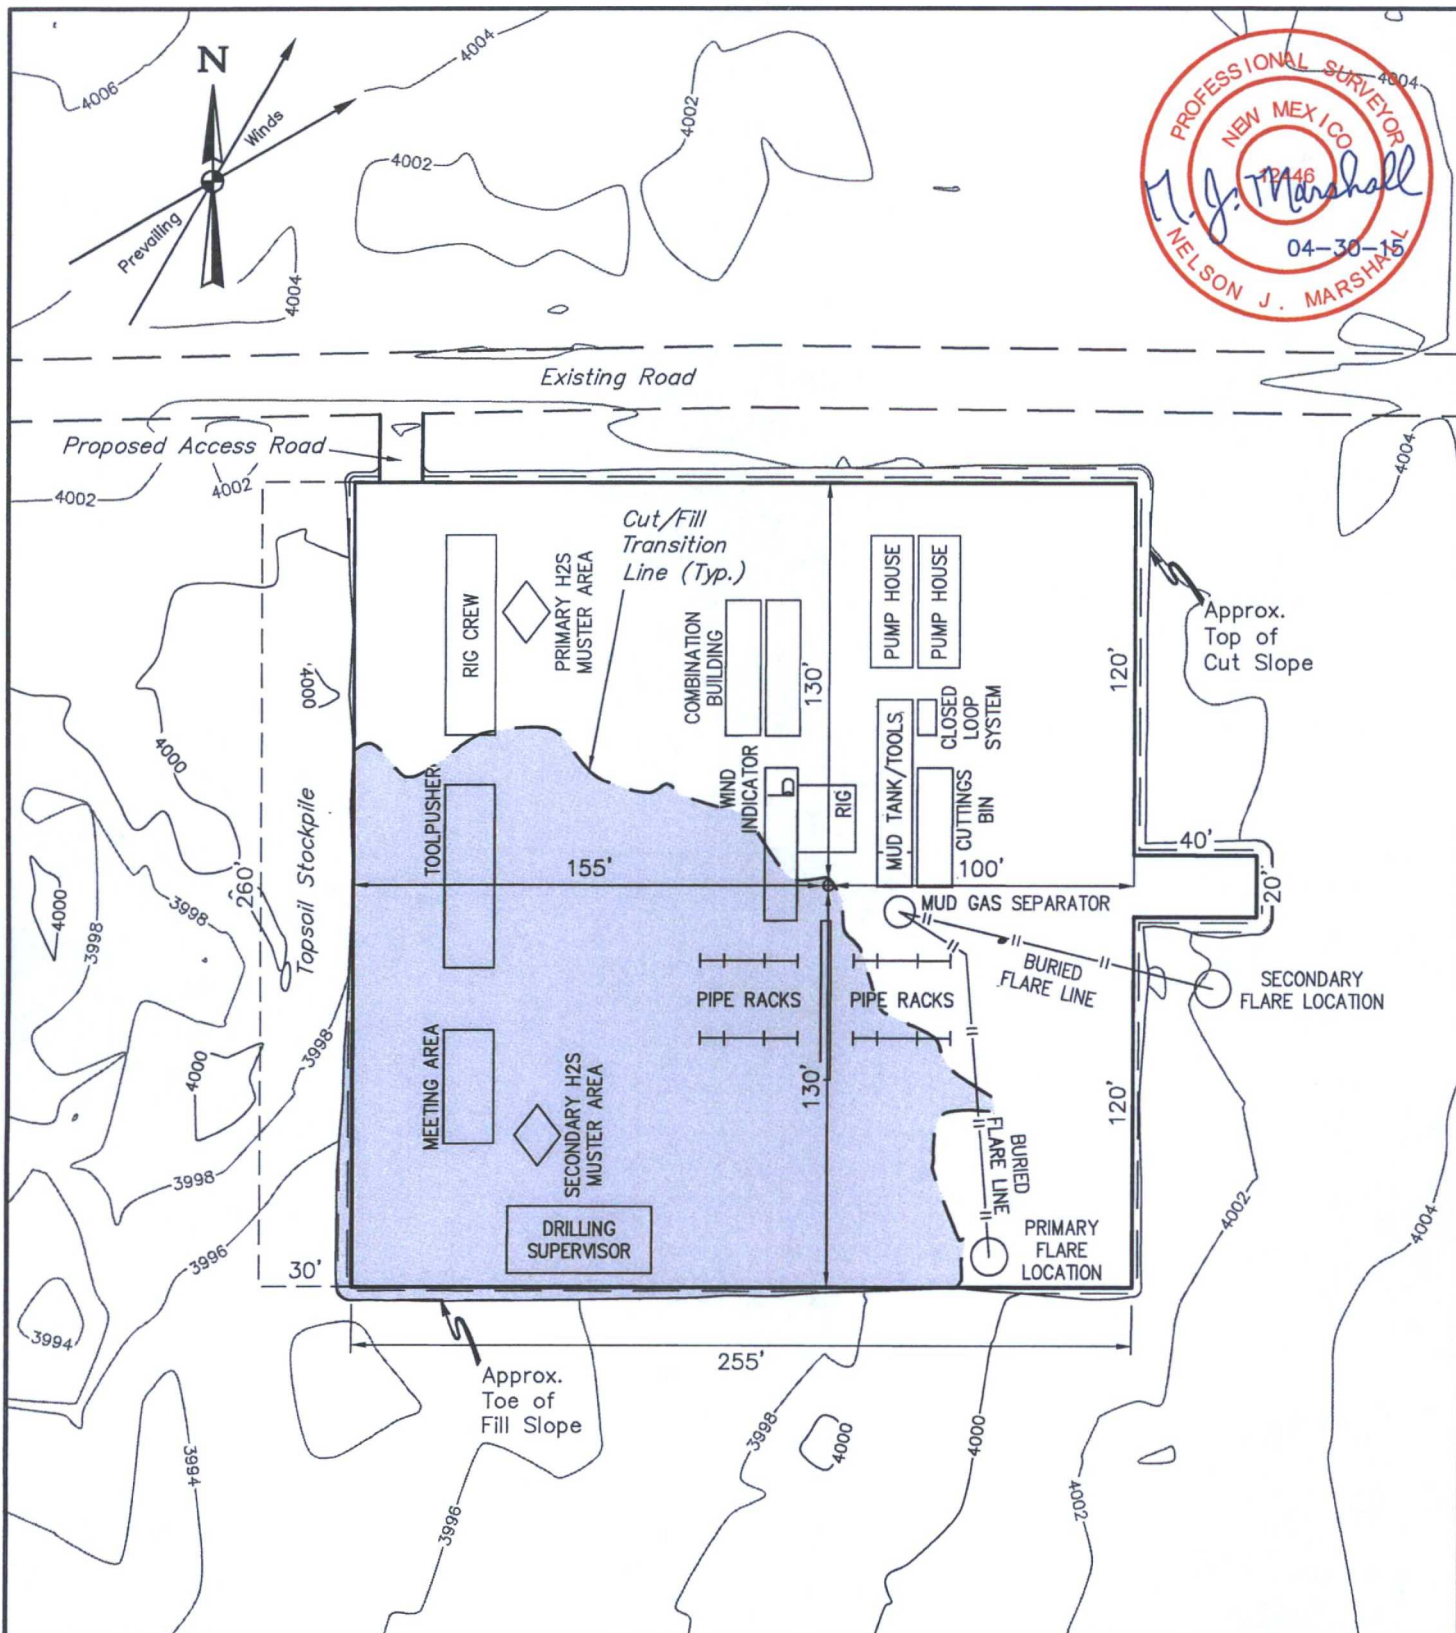 N
Prevailing
Winds
4006
4004
4002
4002
4004
4004
PROFESSIONAL SURVEYOR
NEW MEXICO
12446
N. J. Marshall
04-30-15
NELSON J. MARSHALL
Existing Road
Proposed Access Road
4002
4002
4004
Cut/Fill
Transition
Line (Typ.)
RIG CREW
PRIMARY H2S
MUSTER AREA
COMBINATION
BUILDING
130'
PUMP HOUSE
PUMP HOUSE
120'
Approx.
Top of
Cut Slope
4000
4000
Topsoil Stockpile
260'
TOOLPUSHER
WIND
INDICATOR
RIG
MUD TANK/TOOLS
CLOSED
LOOP
SYSTEM
CUTTINGS
BIN
155'
100'
40'
20'
4000
3998
3998
MUD GAS SEPARATOR
BURIED
FLARE LINE
SECONDARY
FLARE LOCATION
PIPE RACKS
PIPE RACKS
3998
4000
MEETING AREA
SECONDARY H2S
MUSTER AREA
130'
120'
BURIED
FLARE LINE
3998
3996
30'
DRILLING
SUPERVISOR
PRIMARY
FLARE
LOCATION
4002
4004
3994
255'
Approx.
Toe of
Fill Slope
3998
4000
4000
4002
3994
3996